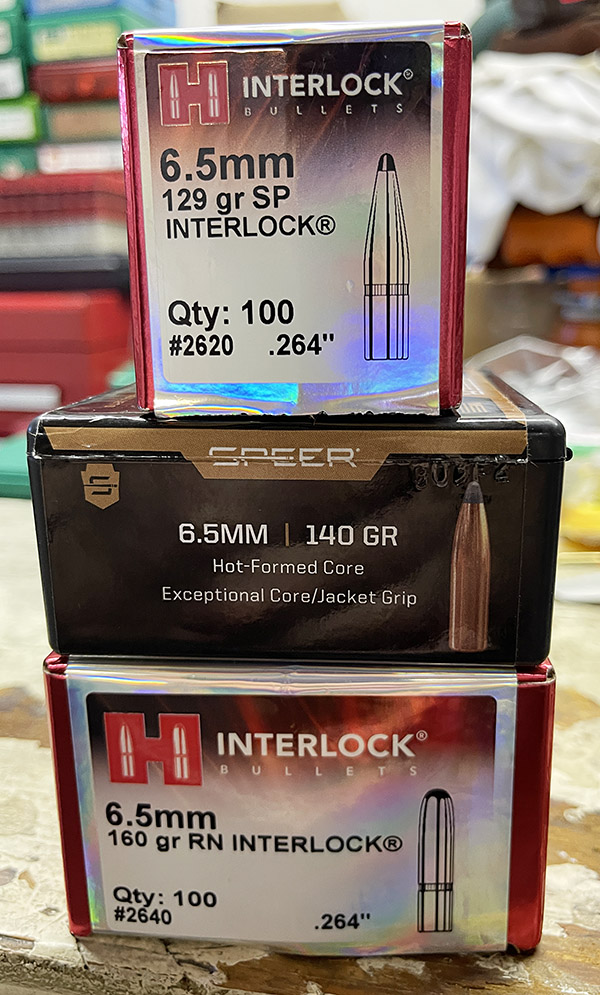 H INTERLOCK®
BULLETS
6.5mm
129 gr SP
INTERLOCK®
Qty: 100
#2620 .264"
SPEER
S
6.5MM | 140 GR
Hot-Formed Core
Exceptional Core/Jacket Grip
H INTERLOCK®
BULLETS
6.5mm
160 gr RN INTERLOCK®
Qty: 100
#2640 .264"